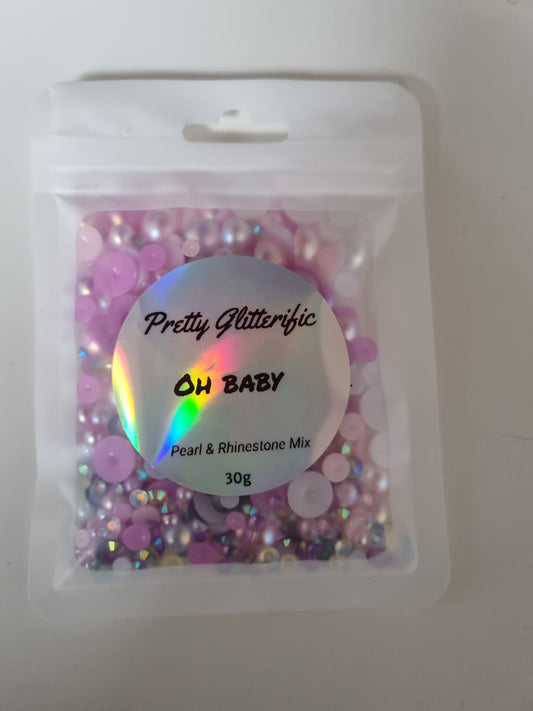 Pretty Glitterific
Oh baby
Pearl & Rhinestone Mix
30g